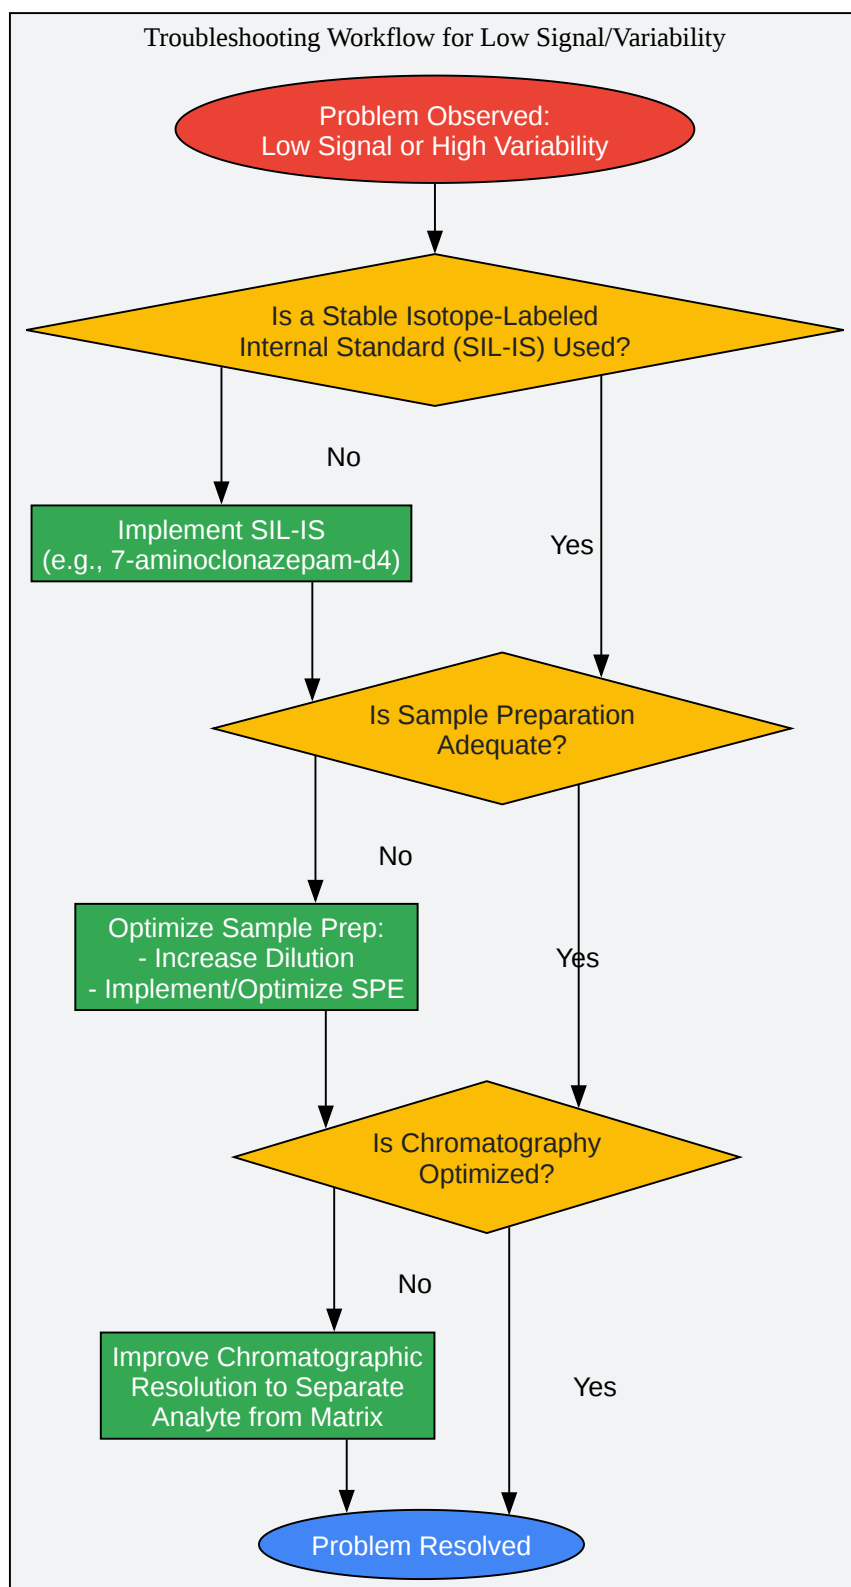 Troubleshooting Workflow for Low Signal/Variability
Problem Observed:
Low Signal or High Variability
Is a Stable Isotope-Labeled
Internal Standard (SIL-IS) Used?
No
Implement SIL-IS
(e.g., 7-aminoclonazepam-d4)
Yes
Is Sample Preparation
Adequate?
No
Optimize Sample Prep:
- Increase Dilution
- Implement/Optimize SPE
Yes
Is Chromatography
Optimized?
No
Improve Chromatographic
Resolution to Separate
Analyte from Matrix
Yes
Problem Resolved